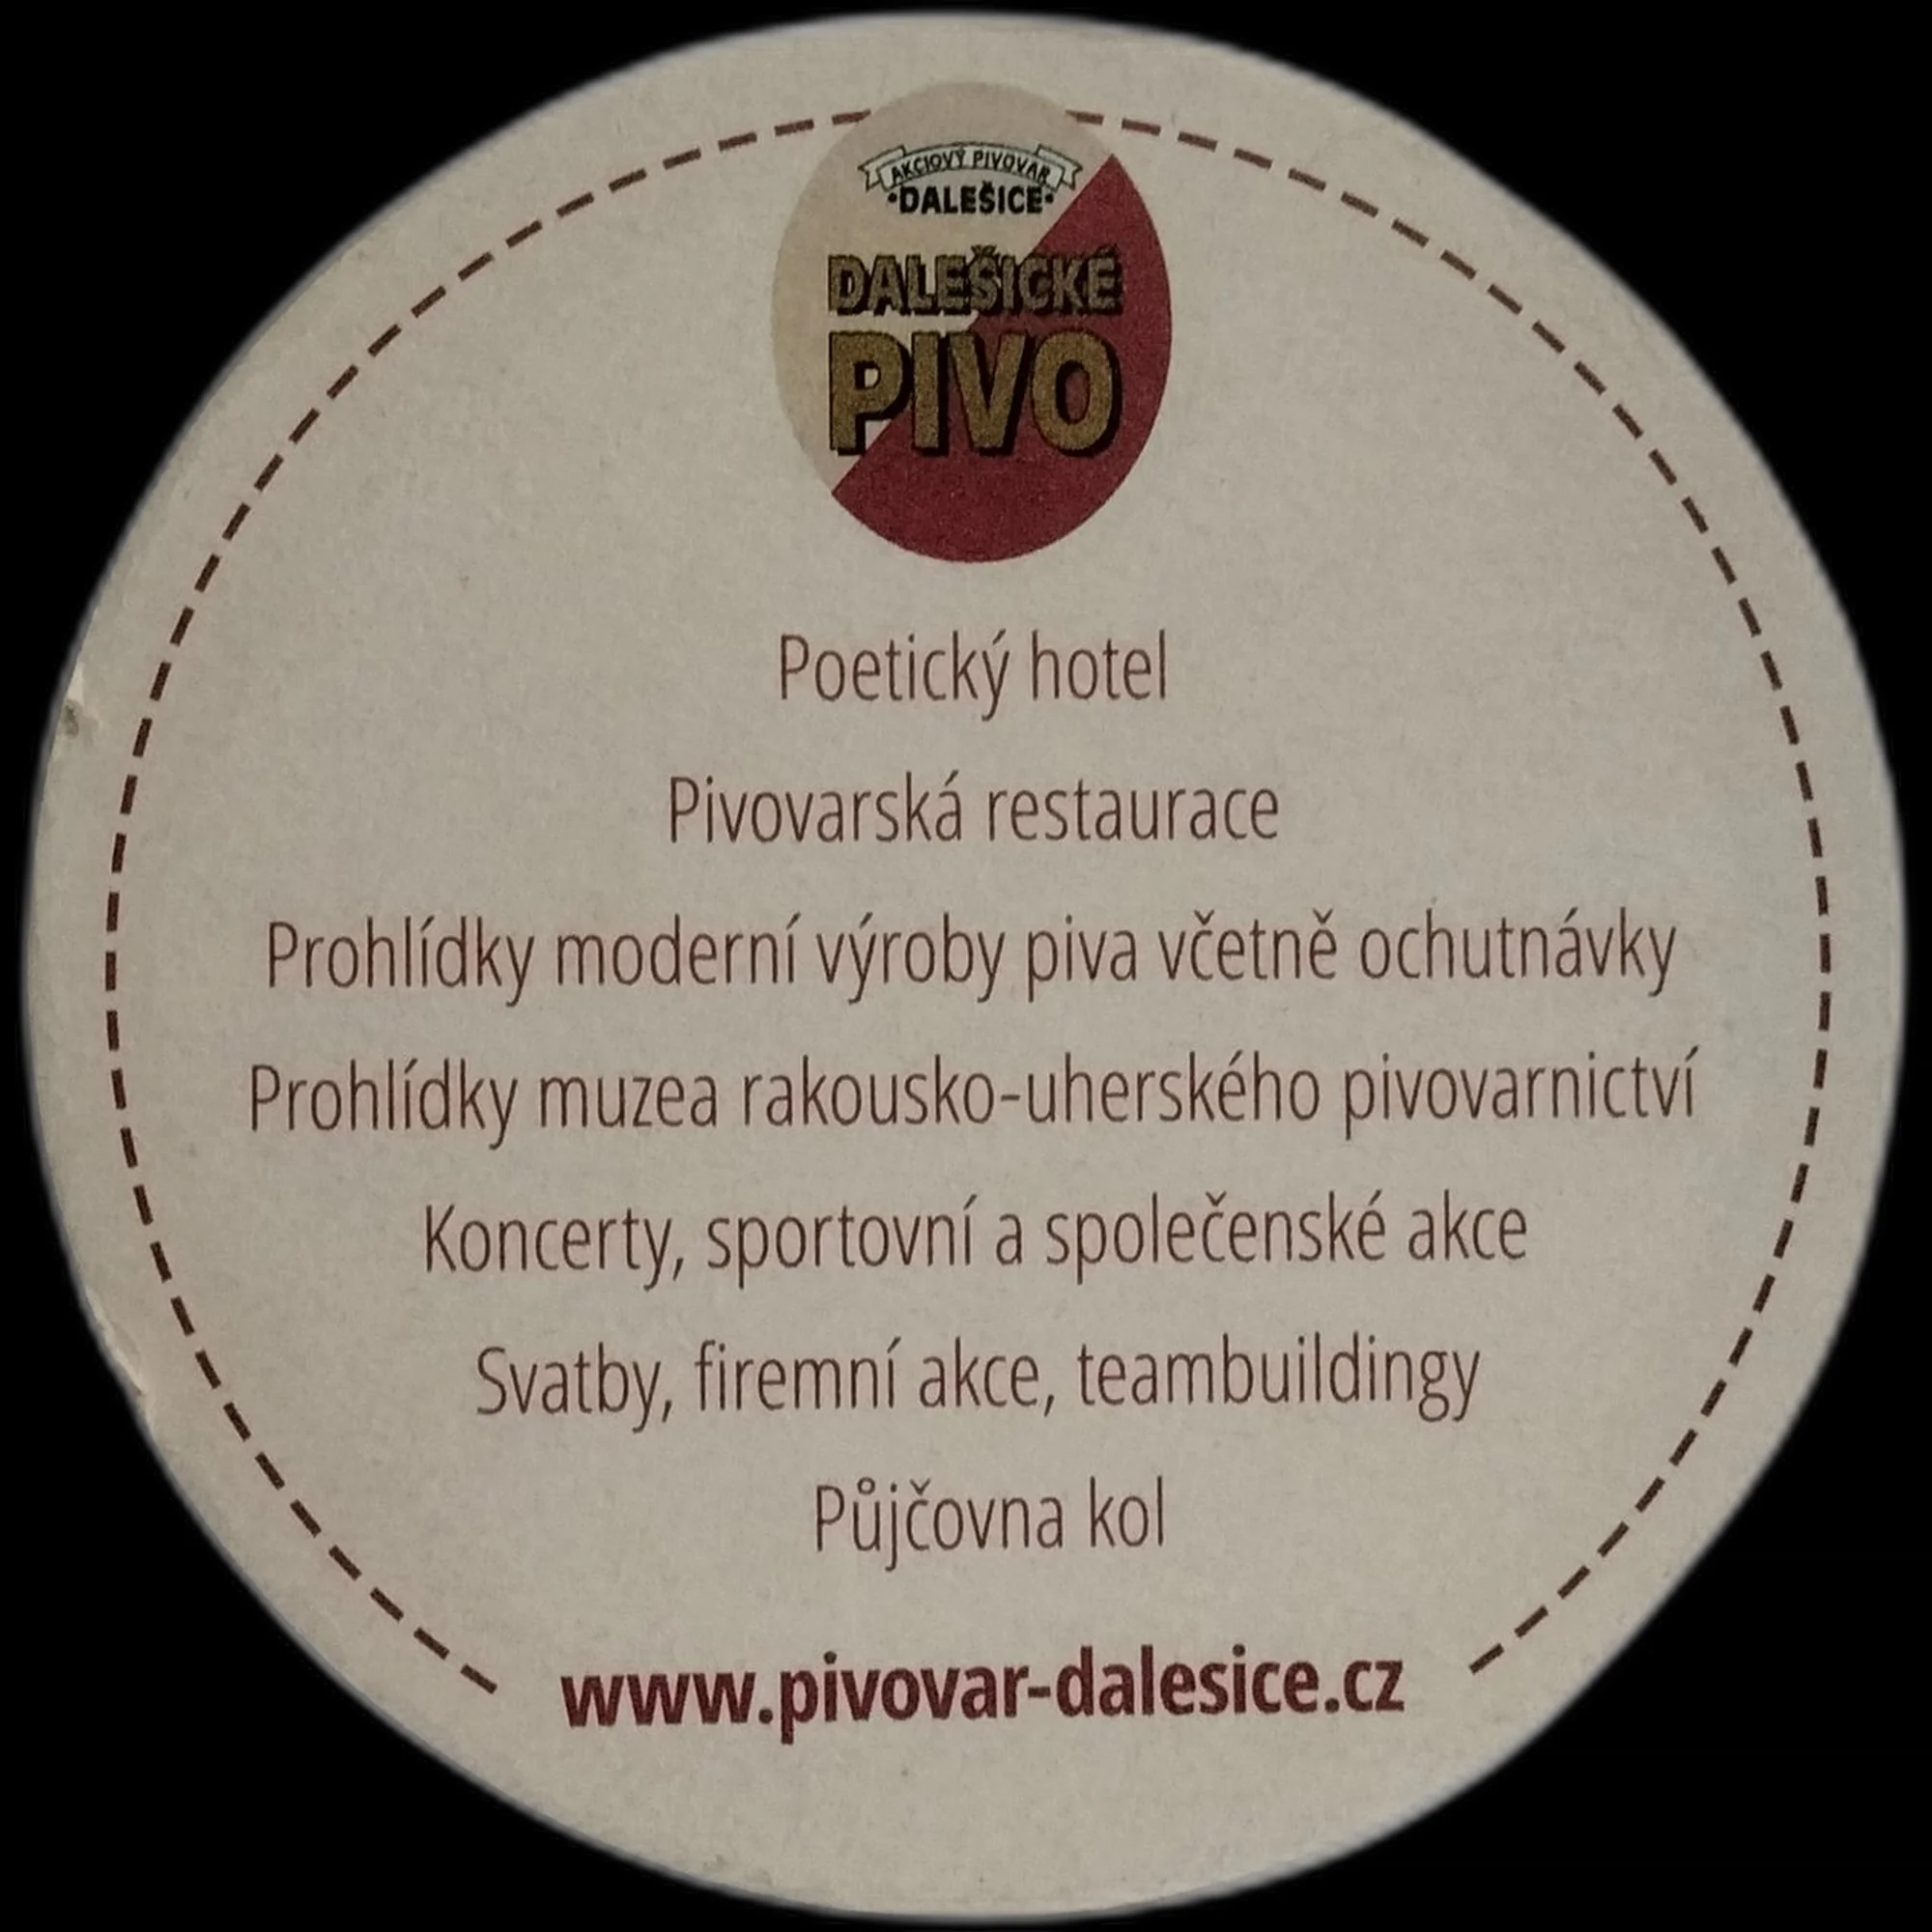 AKCIOVÝ PIVOVAR
•DALEŠICE•
DALEŠICKÉ
PIVO
Poetický hotel
Pivovarská restaurace
Prohlídky moderní výroby piva včetně ochutnávky
Prohlídky muzea rakousko-uherského pivovarnictví
Koncerty, sportovní a společenské akce
Svatby, firemní akce, teambuildingy
Půjčovna kol
www.pivovar-dalesice.cz